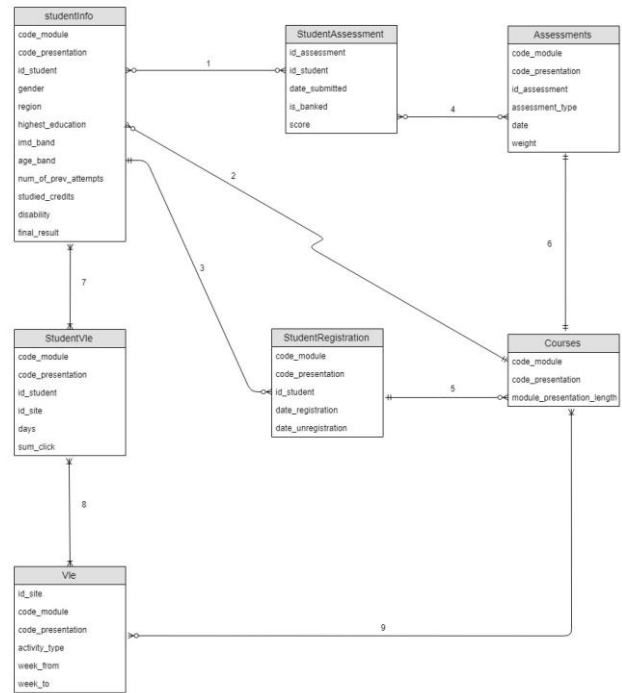 studentInfo
code_module
code_presentation
id_student
gender
region
highest_education
imd_band
age_band
num_of_prev_attempts
studied_credits
disability
final_result
1
StudentAssessment
id_assessment
id_student
date_submitted
is_banked
score
4
Assessments
code_module
code_presentation
id_assessment
assessment_type
date
weight
2
3
6
7
StudentVle
code_module
code_presentation
id_student
id_site
days
sum_click
StudentRegistration
code_module
code_presentation
id_student
date_registration
date_unregistration
5
Courses
code_module
code_presentation
module_presentation_length
8
Vle
id_site
code_module
code_presentation
activity_type
week_from
week_to
9